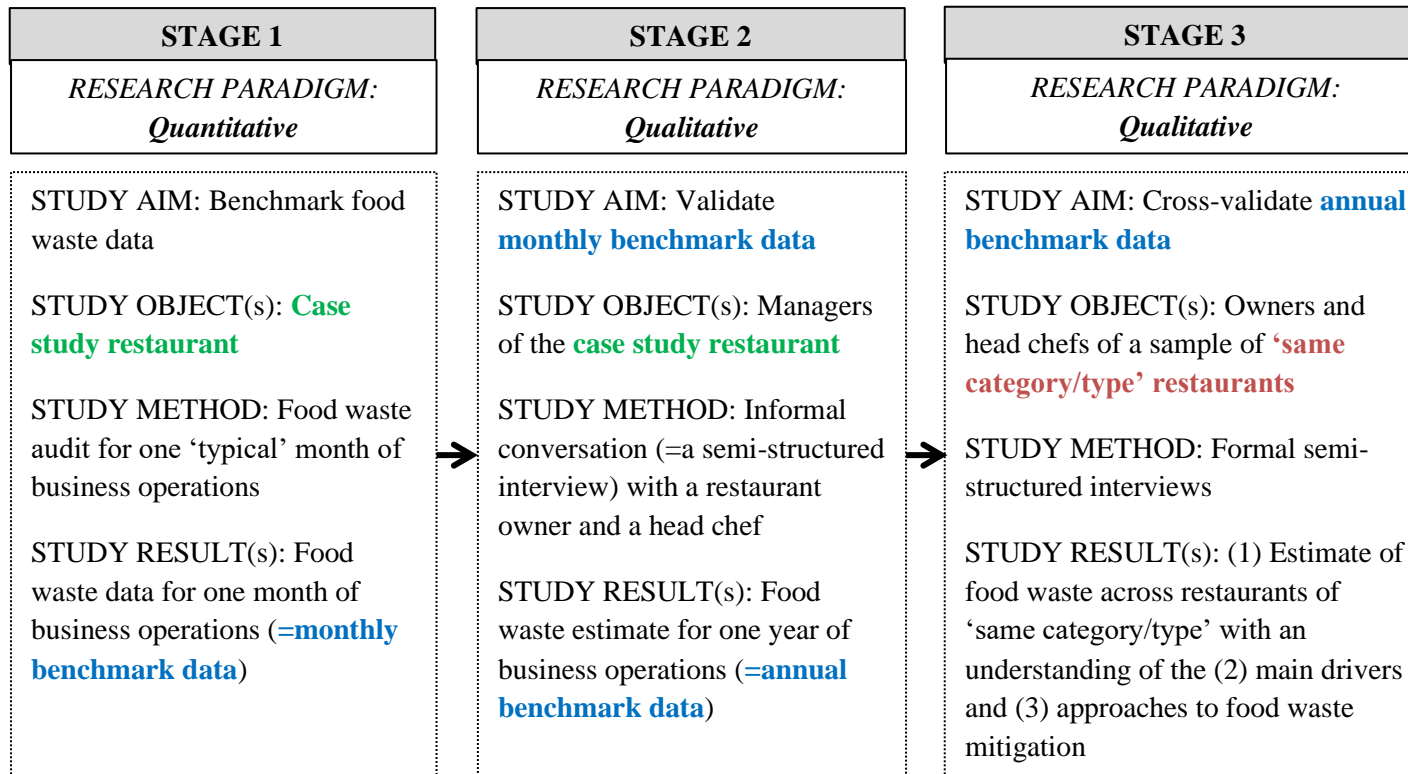 STAGE 1
RESEARCH PARADIGM:
Quantitative
STUDY AIM: Benchmark food
waste data
STUDY OBJECT(s): Case
study restaurant
STUDY METHOD: Food waste
audit for one ‘typical’ month of
business operations
STUDY RESULT(s): Food
waste data for one month of
business operations (=monthly
benchmark data)
STAGE 2
RESEARCH PARADIGM:
Qualitative
STUDY AIM: Validate
monthly benchmark data
STUDY OBJECT(s): Managers
of the case study restaurant
STUDY METHOD: Informal
conversation (=a semi-structured
interview) with a restaurant
owner and a head chef
STUDY RESULT(s): Food
waste estimate for one year of
business operations (=annual
benchmark data)
STAGE 3
RESEARCH PARADIGM:
Qualitative
STUDY AIM: Cross-validate annual
benchmark data
STUDY OBJECT(s): Owners and
head chefs of a sample of ‘same
category/type’ restaurants
STUDY METHOD: Formal semi-
structured interviews
STUDY RESULT(s): (1) Estimate of
food waste across restaurants of
‘same category/type’ with an
understanding of the (2) main drivers
and (3) approaches to food waste
mitigation